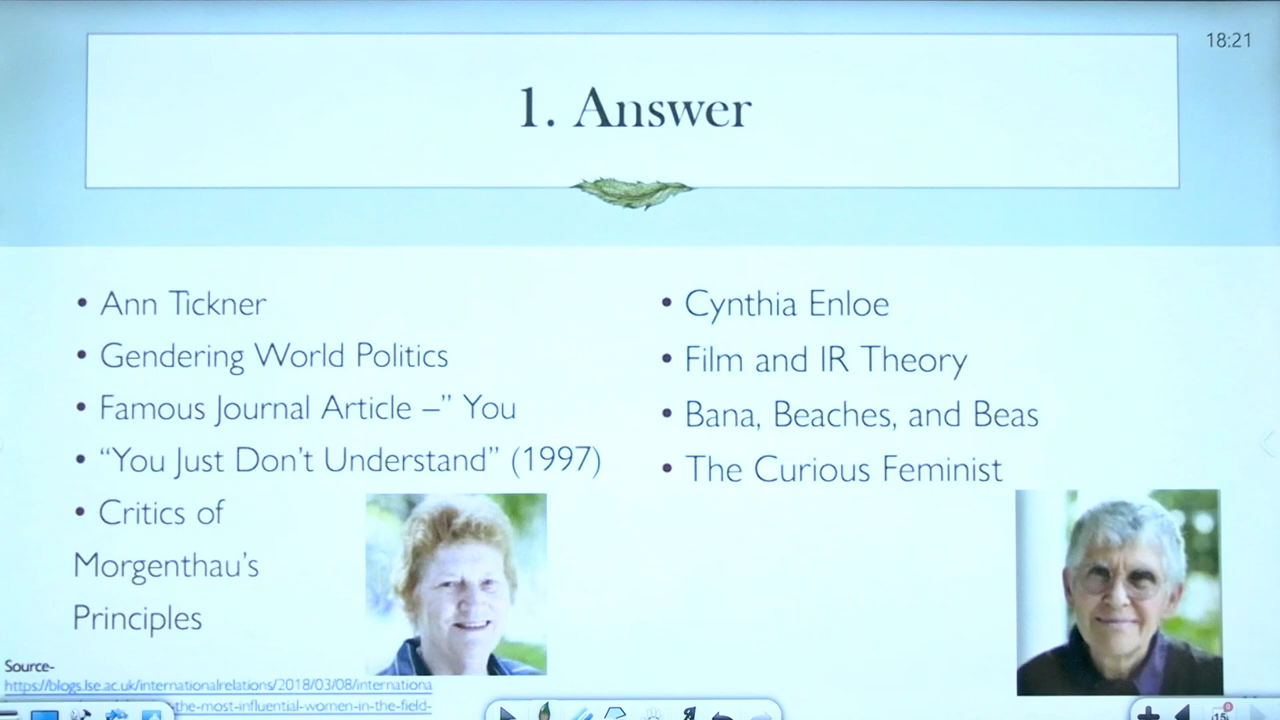 18:21
1. Answer
• Ann Tickner
• Gendering World Politics
• Famous Journal Article –” You
• “You Just Don’t Understand” (1997)
• Critics of
Morgenthau’s
Principles
• Cynthia Enloe
• Film and IR Theory
• Bana, Beaches, and Beas
• The Curious Feminist
Source-
https://blogs.lse.ac.uk/internationalrelations/2018/03/08/internationa
the-most-influential-women-in-the-field-
15